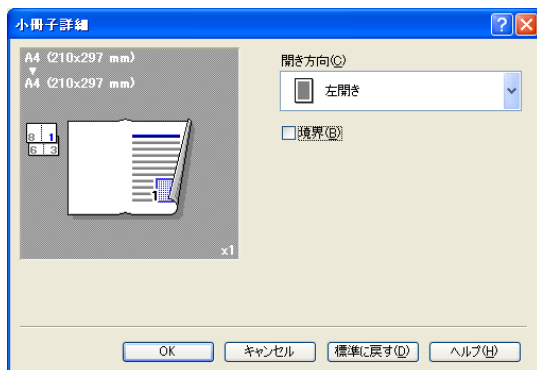 小冊子詳細
A4 (210x297 mm)
A4 (210x297 mm)
8 1
6 3
1
x1
開き方向(C)
左開き
境界(B)
OK
キャンセル
標準に戻す(D)
ヘルプ(H)